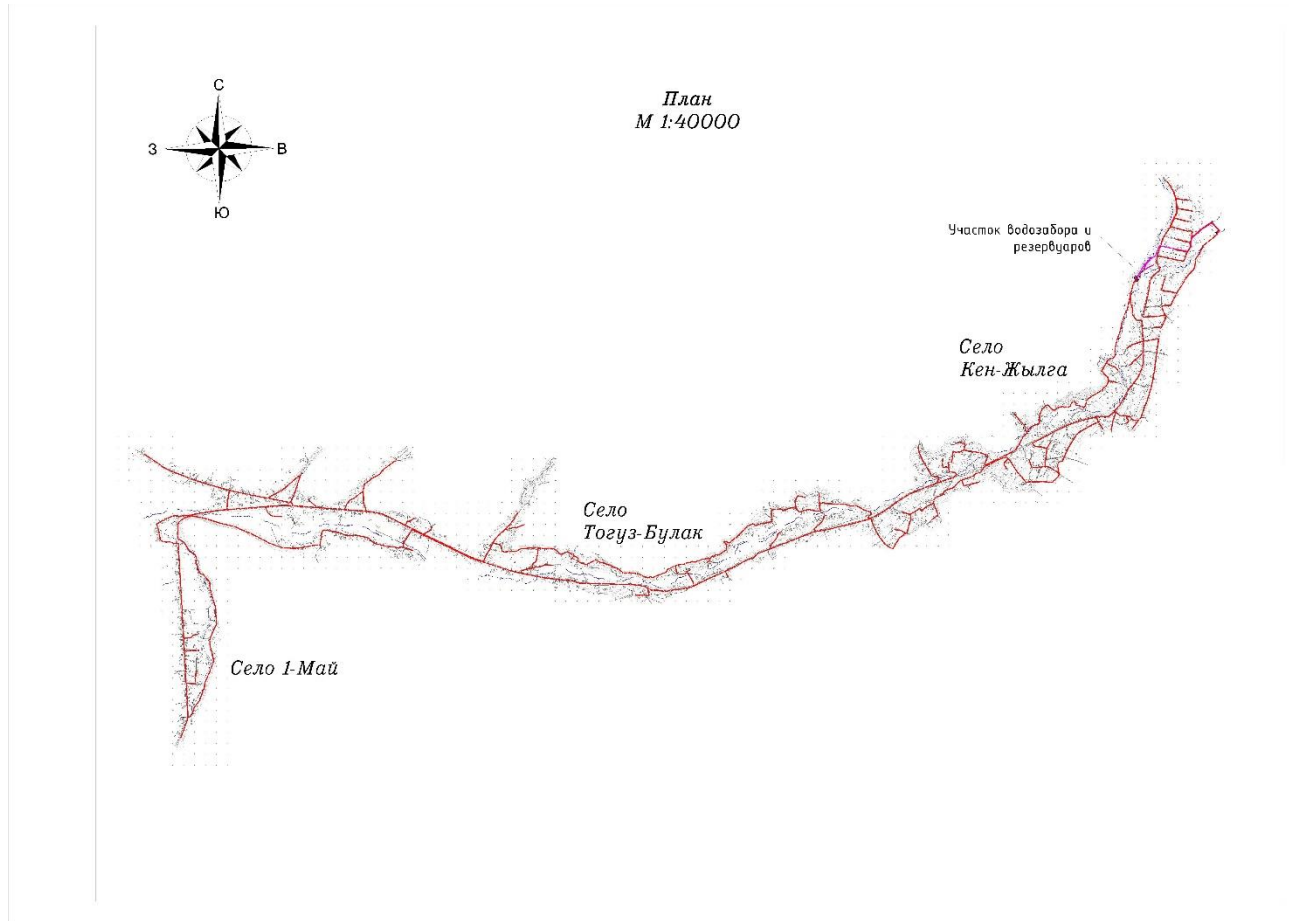 С
План
М 1:40000
З
В
Ю
Участок водозабора и
резервуаров
Село
Кен-Жылга
Село
Тогуз-Булак
Село 1-Май